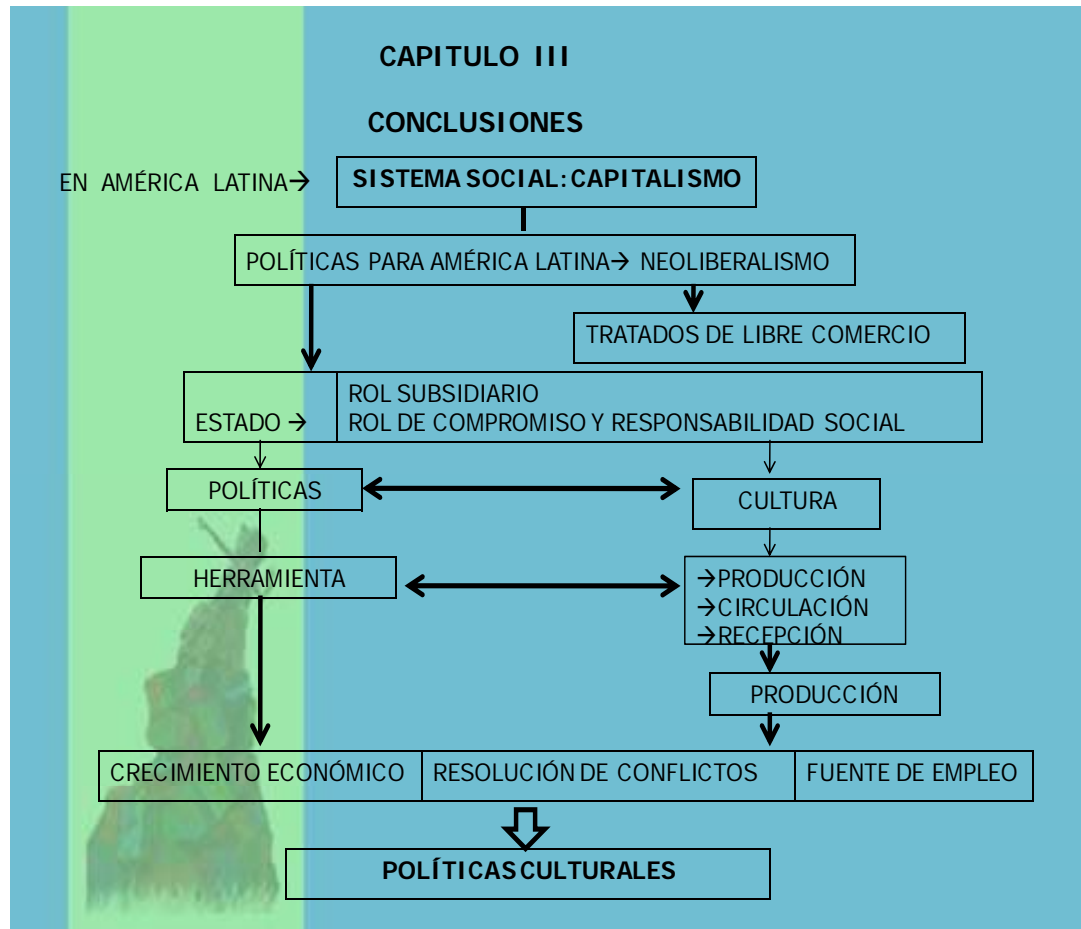 CAPITULO III
CONCLUSIONES
EN AMÉRICA LATINA→
SISTEMA SOCIAL: CAPITALISMO
POLÍTICAS PARA AMÉRICA LATINA→ NEOLIBERALISMO
TRATADOS DE LIBRE COMERCIO
ROL SUBSIDIARIO
ESTADO → ROL DE COMPROMISO Y RESPONSABILIDAD SOCIAL
POLÍTICAS
CULTURA
HERRAMIENTA
→PRODUCCIÓN
→CIRCULACIÓN
→RECEPCIÓN
PRODUCCIÓN
CRECIMIENTO ECONÓMICO
RESOLUCIÓN DE CONFLICTOS
FUENTE DE EMPLEO
POLÍTICAS CULTURALES